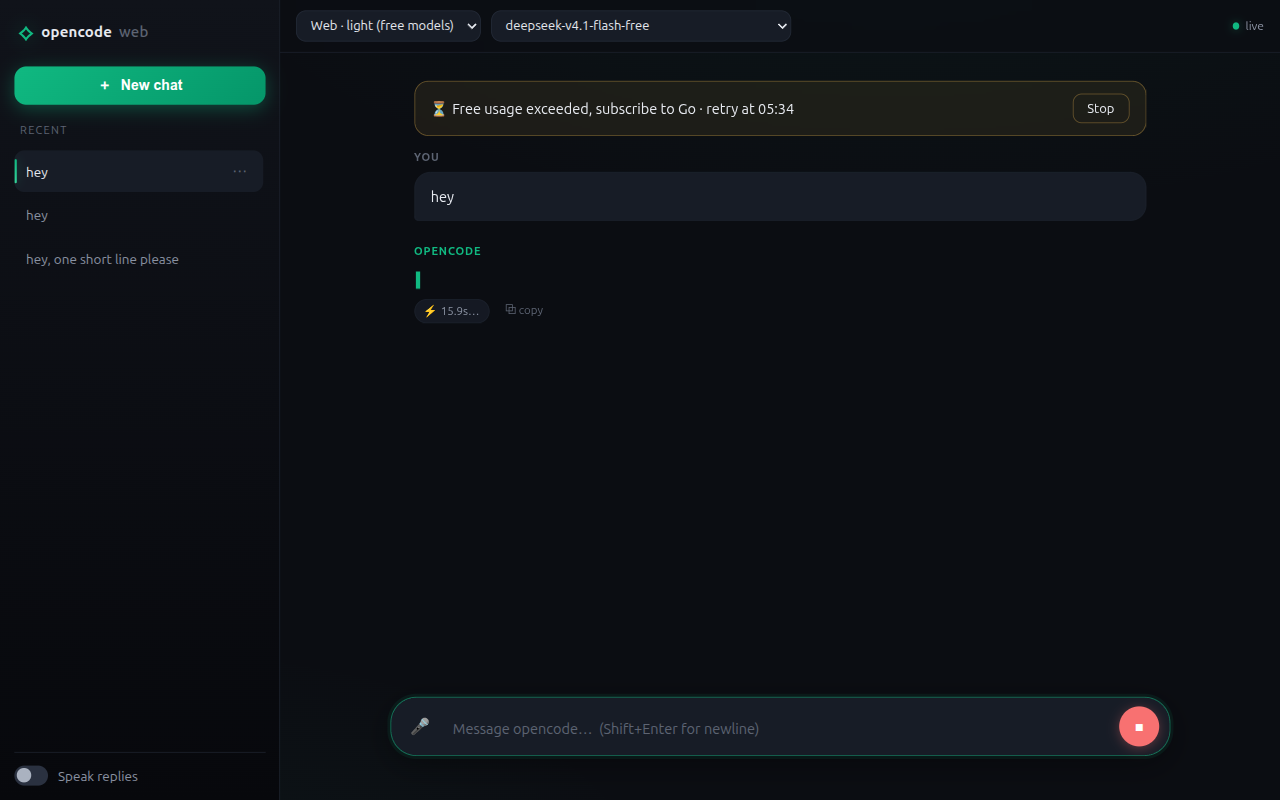 opencode web
+ New chat
RECENT
hey
hey
hey, one short line please
Speak replies
Web · light (free models)
deepseek-v4.1-flash-free
live
⏳ Free usage exceeded, subscribe to Go · retry at 05:34
Stop
YOU
hey
OPENCODE
⚡ 15.9s…
copy
Message opencode… (Shift+Enter for newline)